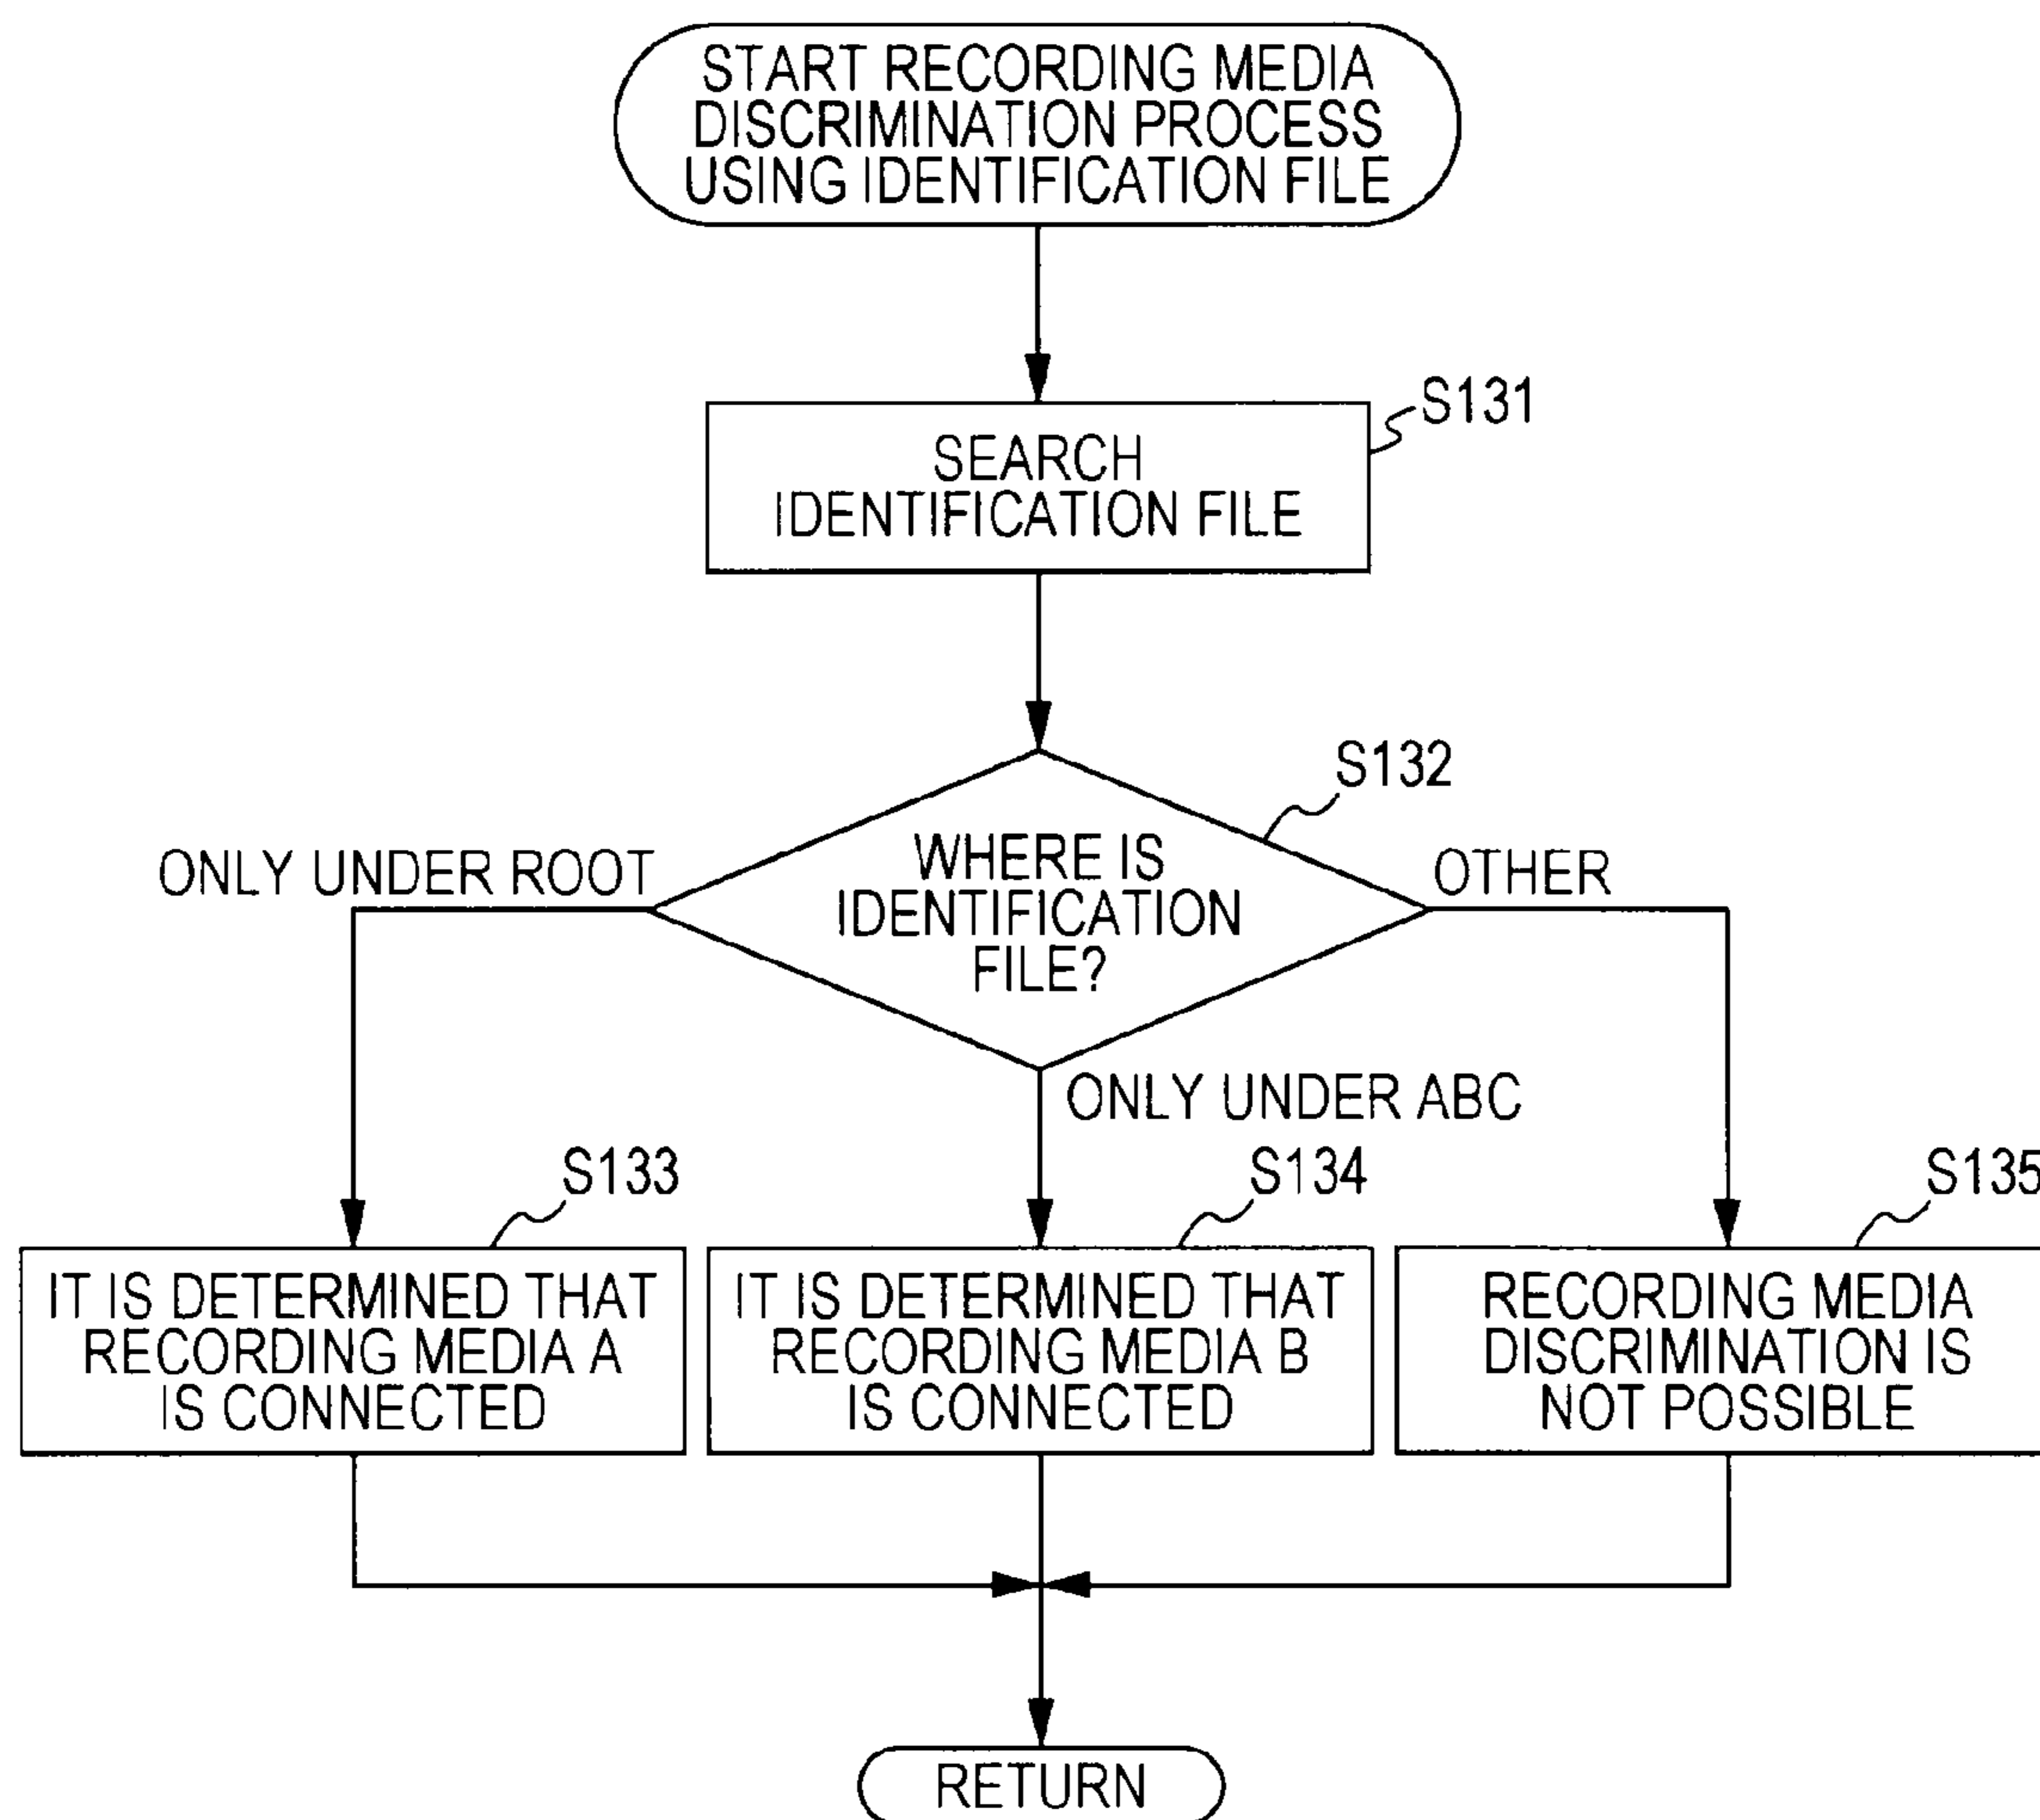 START RECORDING MEDIA
DISCRIMINATION PROCESS
USING IDENTIFICATION FILE
S131
SEARCH
IDENTIFICATION FILE
S132
WHERE IS
IDENTIFICATION
FILE?
ONLY UNDER ROOT
OTHER
ONLY UNDER ABC
S133
S134
S135
IT IS DETERMINED THAT
RECORDING MEDIA A
IS CONNECTED
IT IS DETERMINED THAT
RECORDING MEDIA B
IS CONNECTED
RECORDING MEDIA
DISCRIMINATION IS
NOT POSSIBLE
RETURN